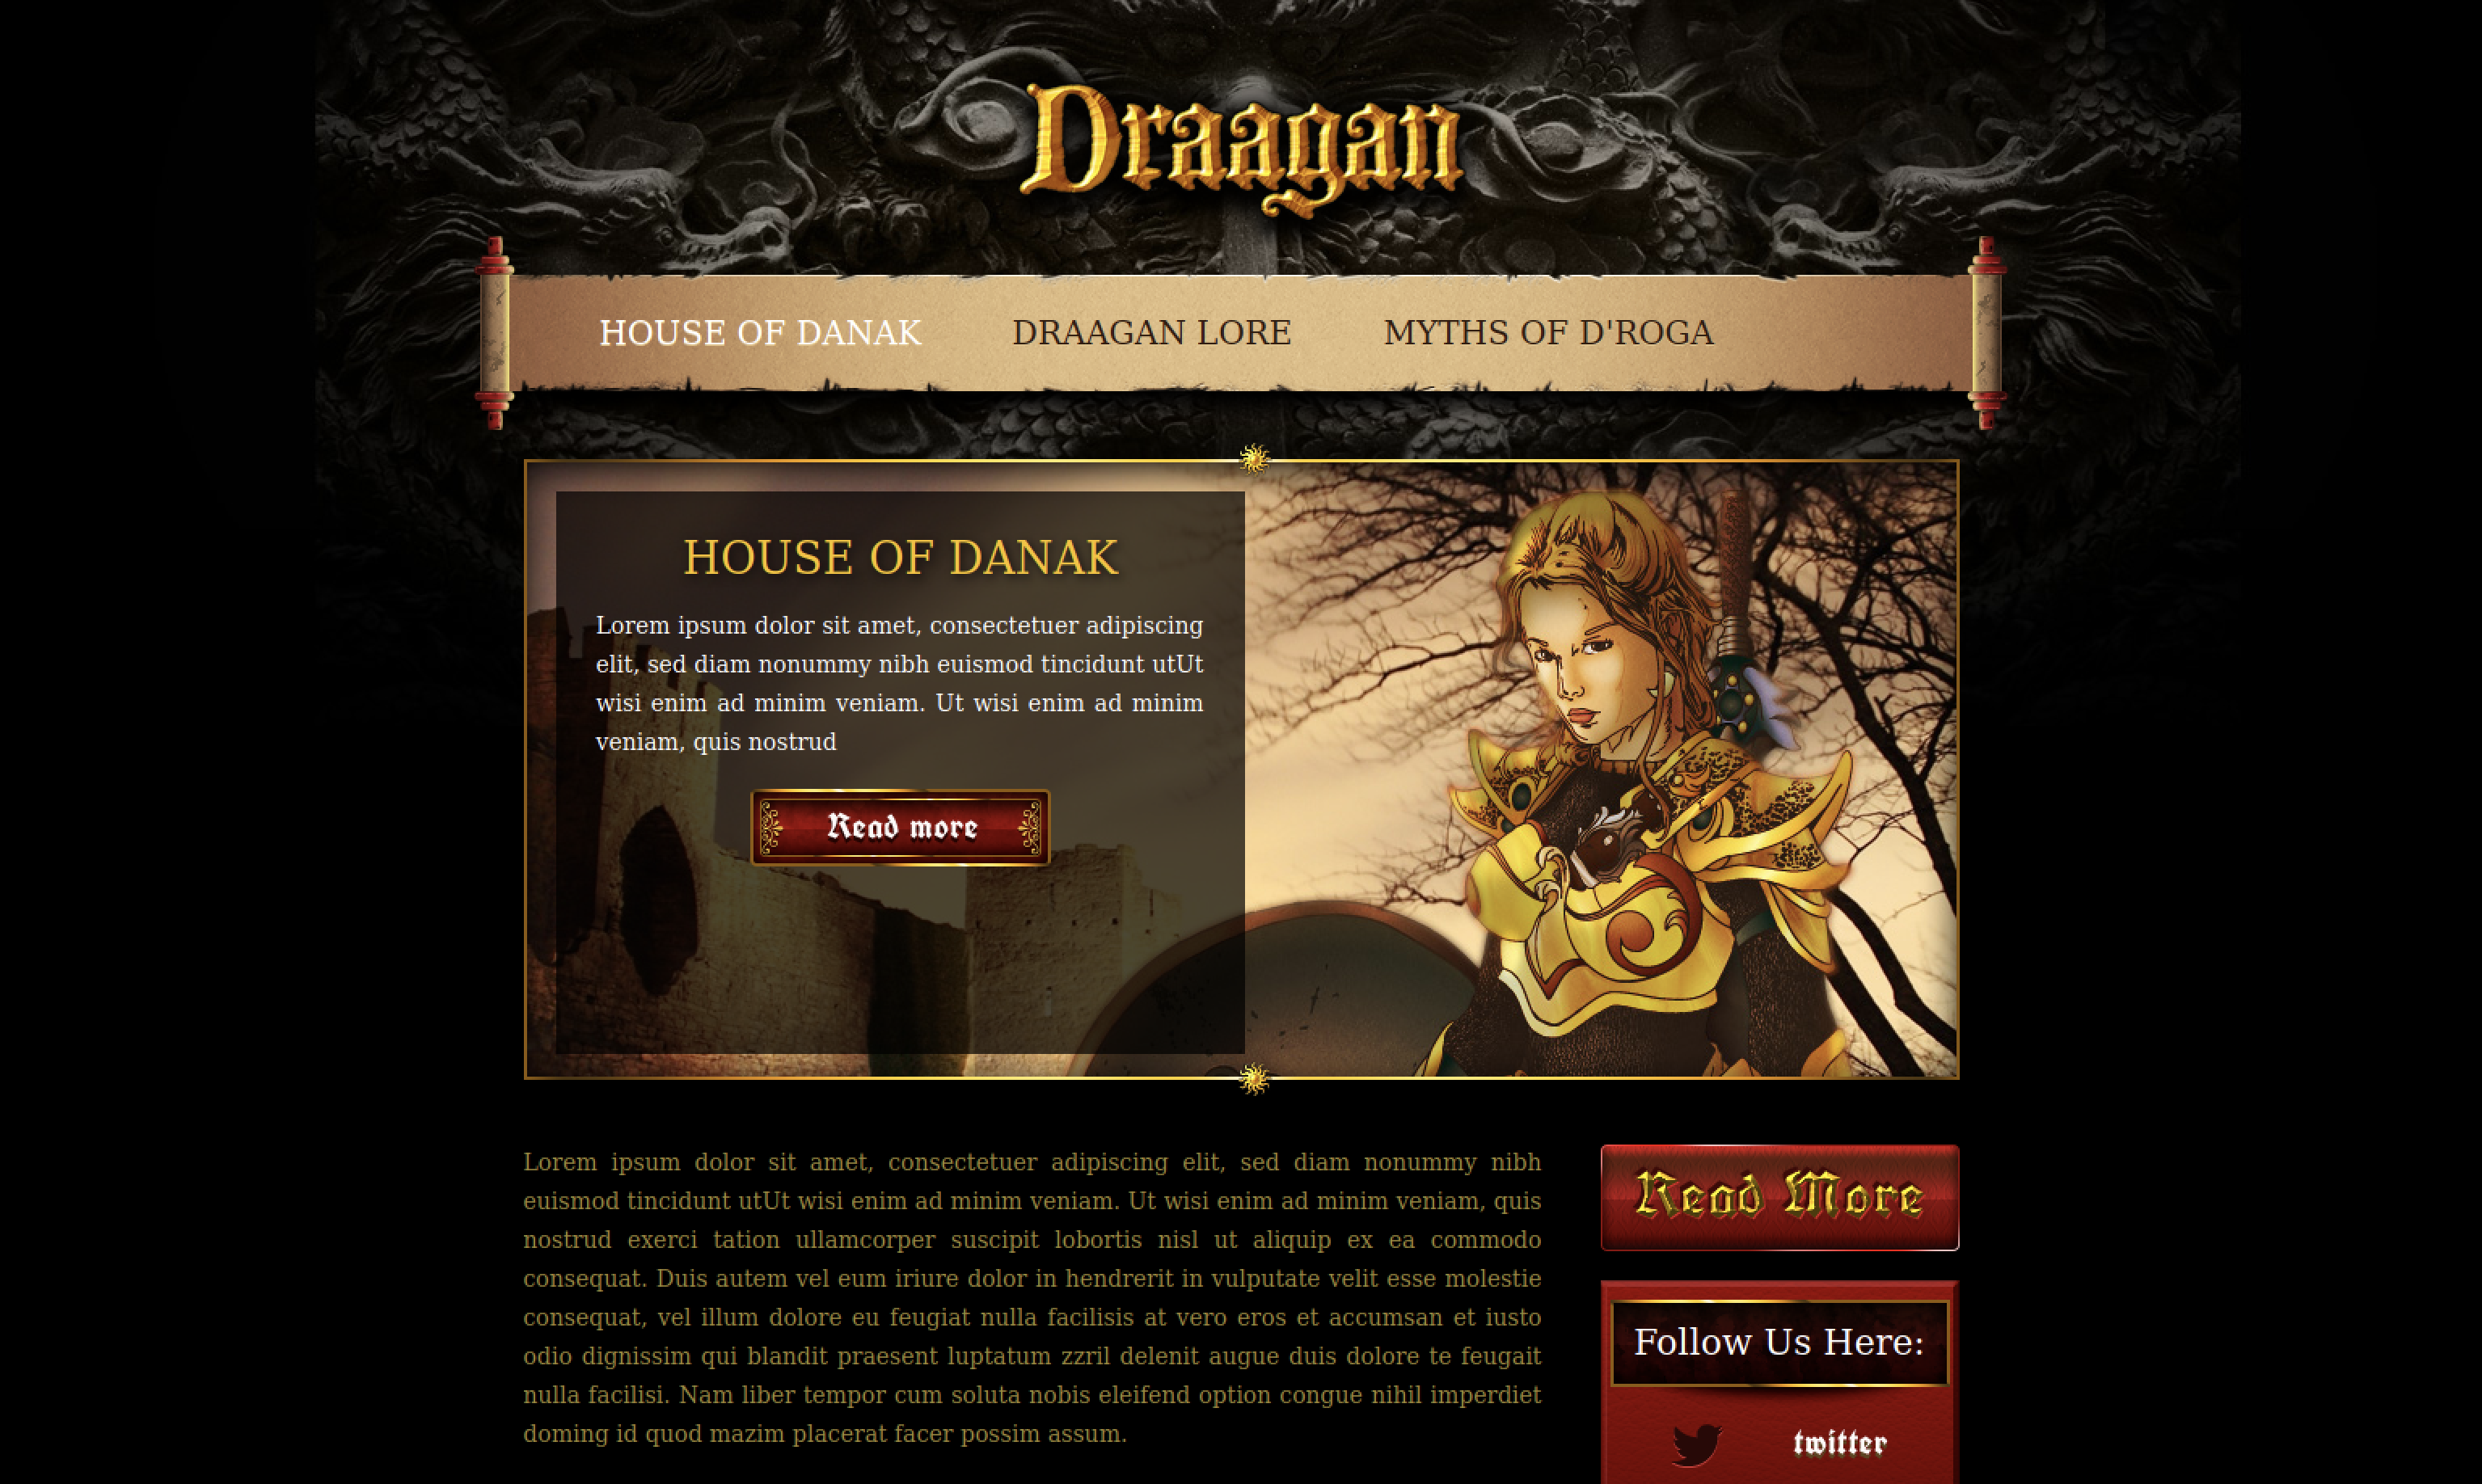 Draagan
HOUSE OF DANAK
DRAAGAN LORE
MYTHS OF D'ROGA
HOUSE OF DANAK
Lorem ipsum dolor sit amet, consectetuer adipiscing
elit, sed diam nonummy nibh euismod tincidunt utUt
wisi enim ad minim veniam. Ut wisi enim ad minim
veniam, quis nostrud
Read more
Lorem ipsum dolor sit amet, consectetuer adipiscing elit, sed diam nonummy nibh
euismod tincidunt utUt wisi enim ad minim veniam. Ut wisi enim ad minim veniam, quis
nostrud exerci tation ullamcorper suscipit lobortis nisl ut aliquip ex ea commodo
consequat. Duis autem vel eum iriure dolor in hendrerit in vulputate velit esse molestie
consequat, vel illum dolore eu feugiat nulla facilisis at vero eros et accumsan et iusto
odio dignissim qui blandit praesent luptatum zzril delenit augue duis dolore te feugait
nulla facilisi. Nam liber tempor cum soluta nobis eleifend option congue nihil imperdiet
doming id quod mazim placerat facer possim assum.
Read More
Follow Us Here:
twitter